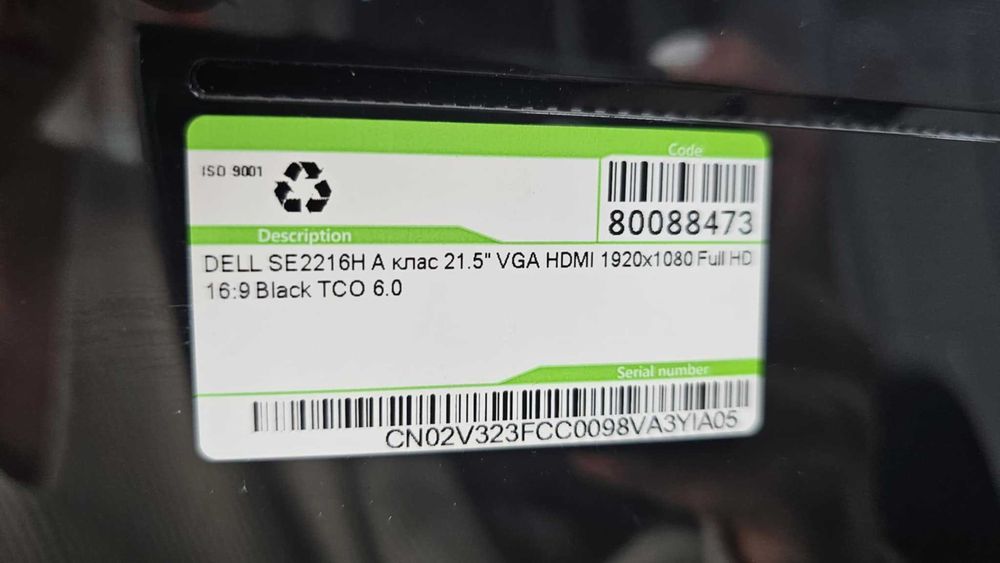 Code
ISO 9001
80088473
Description
DELL SE2216H А клас 21.5" VGA HDMI 1920x1080 Full HD
16:9 Black TCO 6.0
Serial number
CN02V323FCC0098VA3YIA05